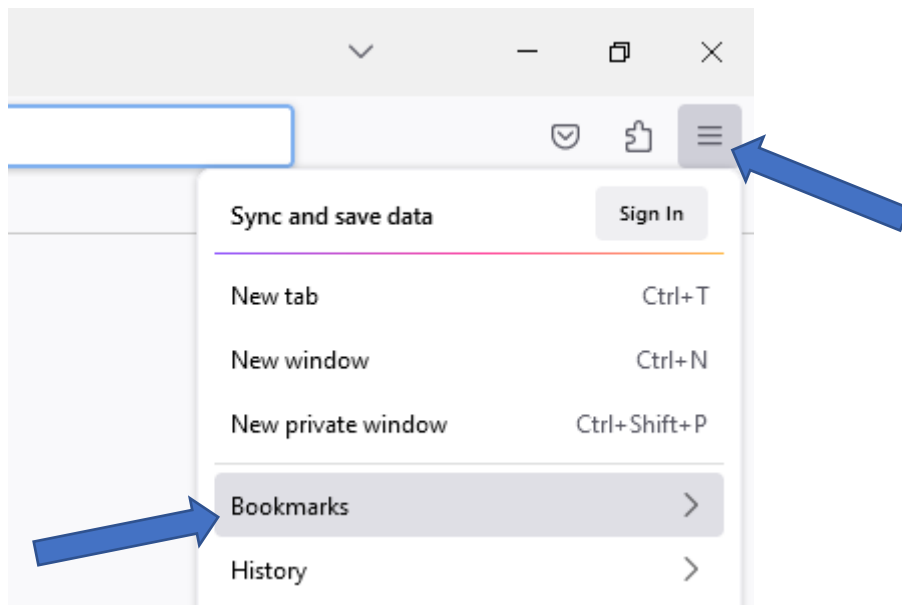 Sync and save data Sign In
New tab Ctrl+T
New window Ctrl+N
New private window Ctrl+Shift+P
Bookmarks
History